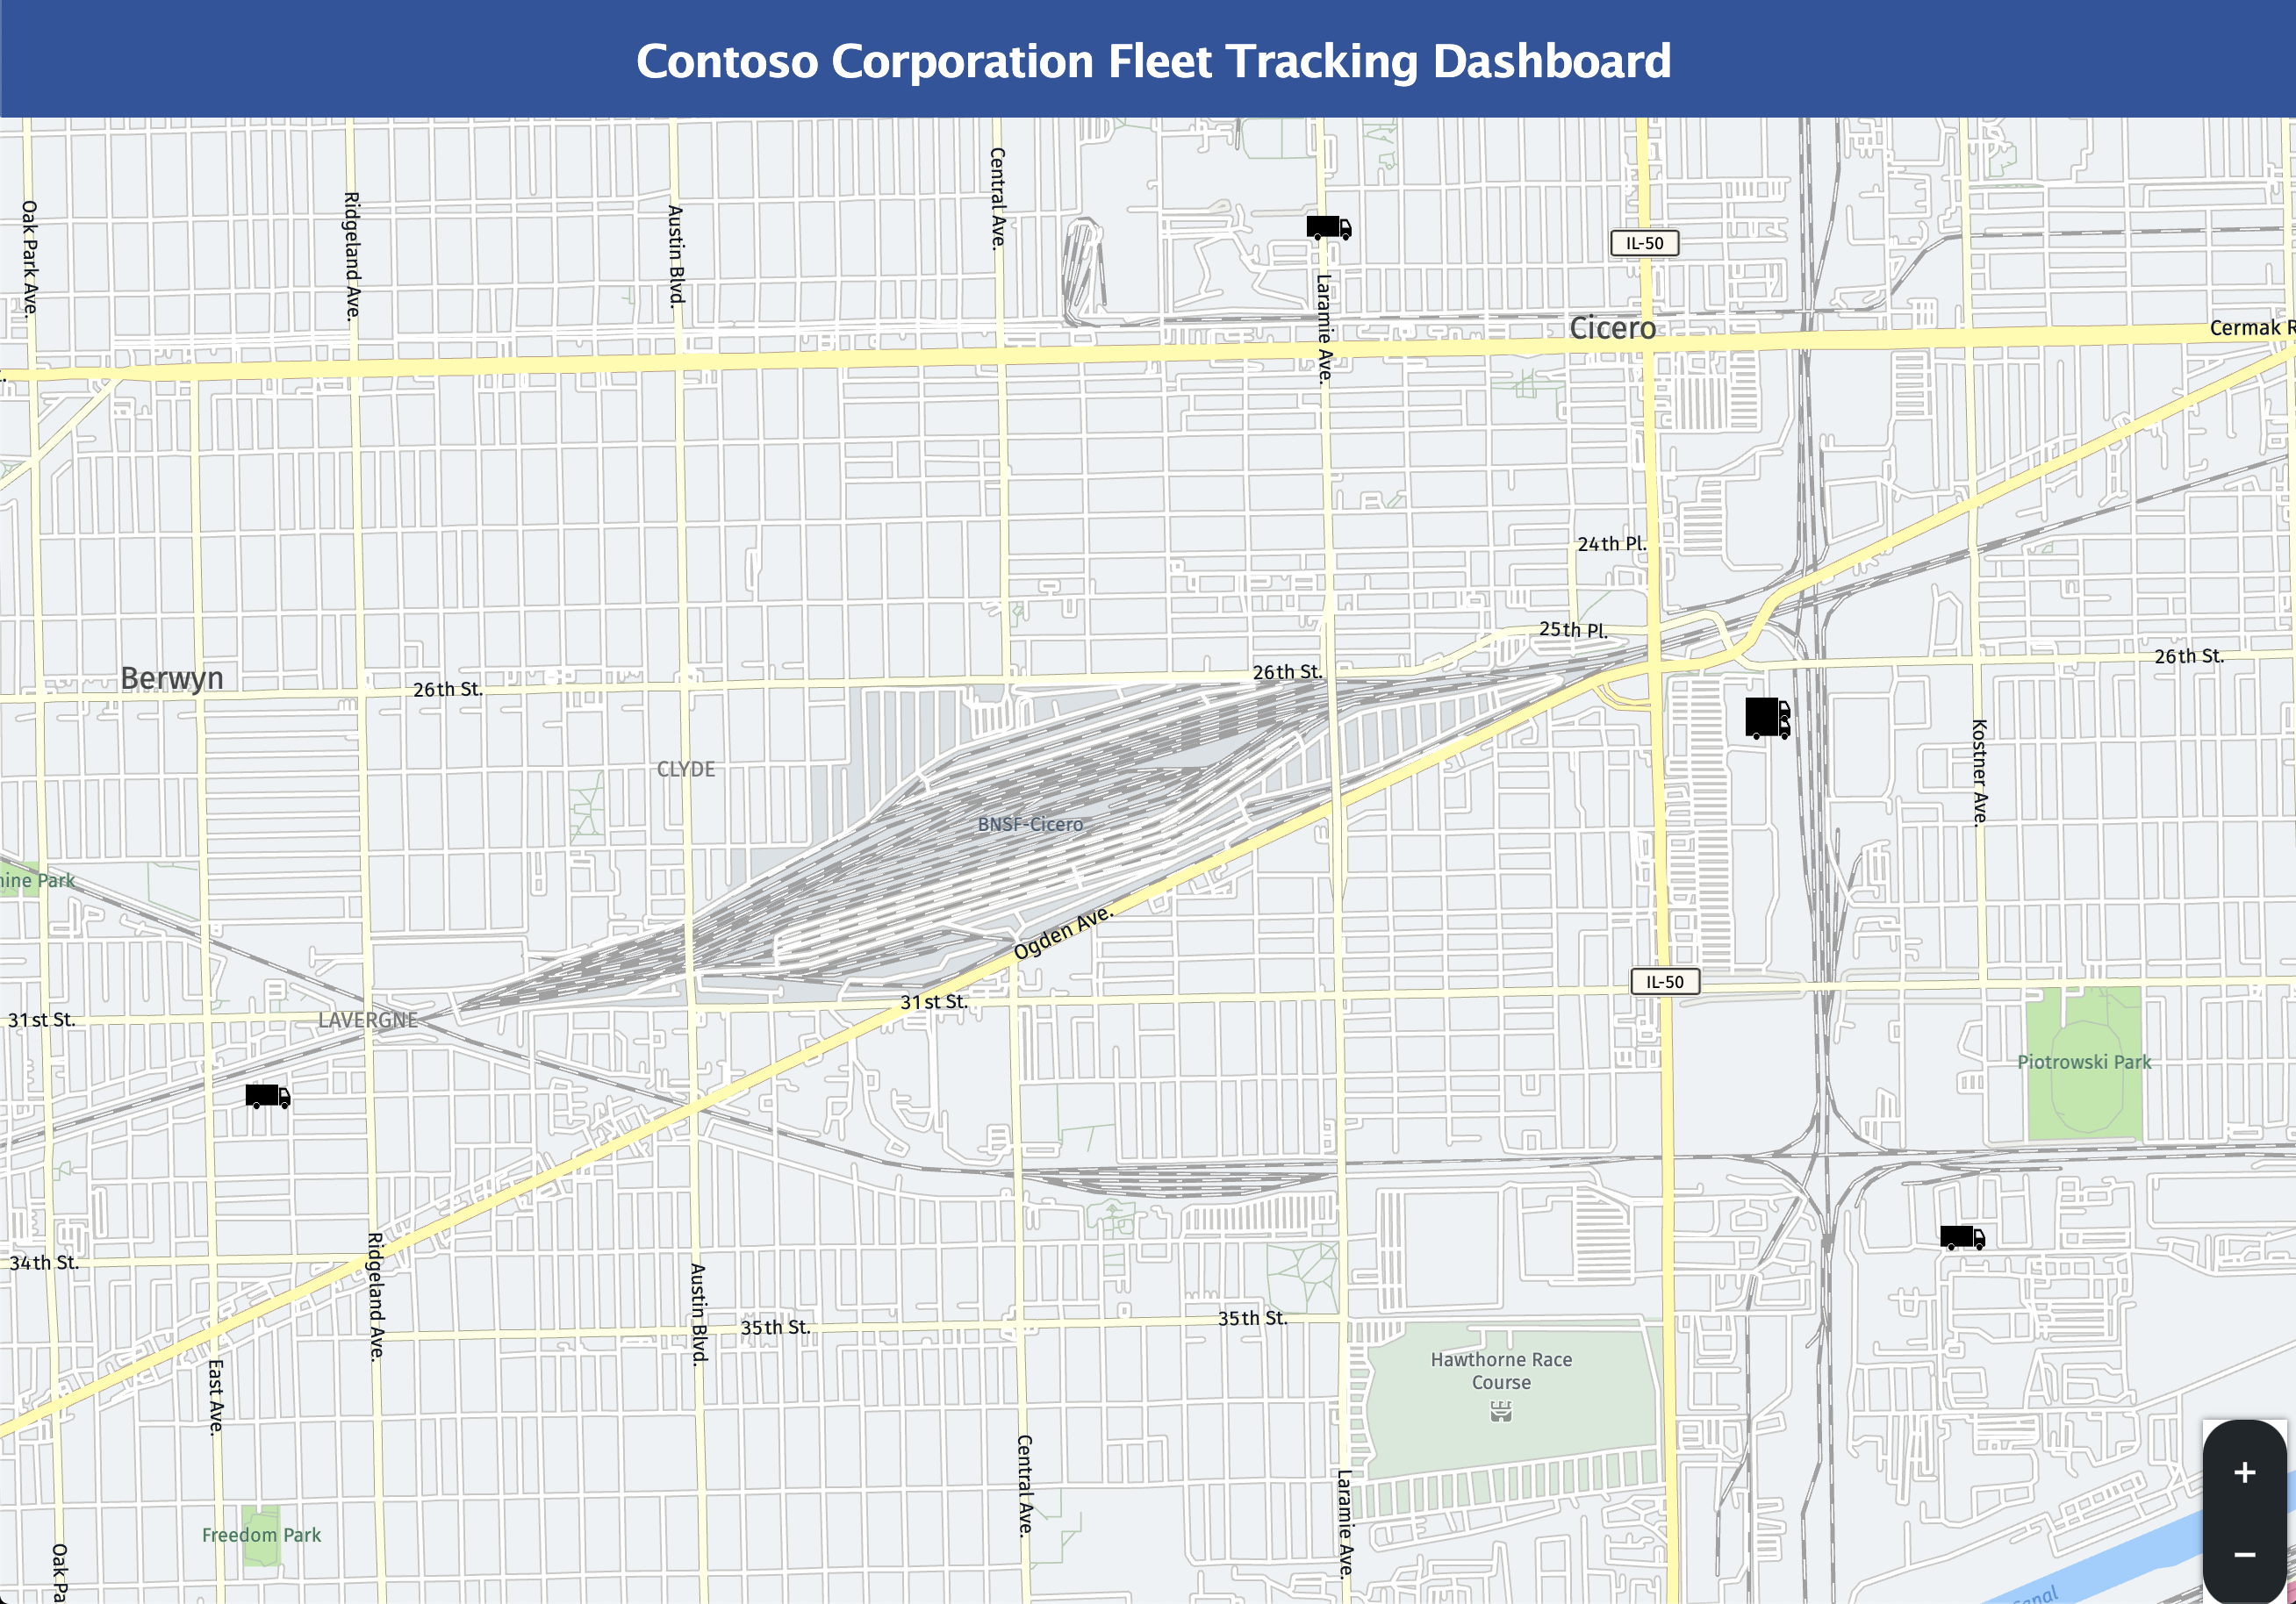 Contoso Corporation Fleet Tracking Dashboard
Oak Park Ave.
Ridgeland Ave.
Austin Blvd.
Central Ave.
Laramie Ave.
IL-50
Cicero
Cermak R
24th Pl.
25th Pl.
26th St.
26th St.
26th St.
Berwyn
CLYDE
BNSF-Cicero
Kostner Ave.
nine Park
Ogden Ave.
IL-50
31st St.
31st St.
LAVERGNE
Piotrowski Park
34th St.
Ridgeland Ave.
Austin Blvd.
35th St.
35th St.
Hawthorne Race
Course
East Ave.
Central Ave.
Laramie Ave.
Freedom Park
Oak Pa
Canal
+
−